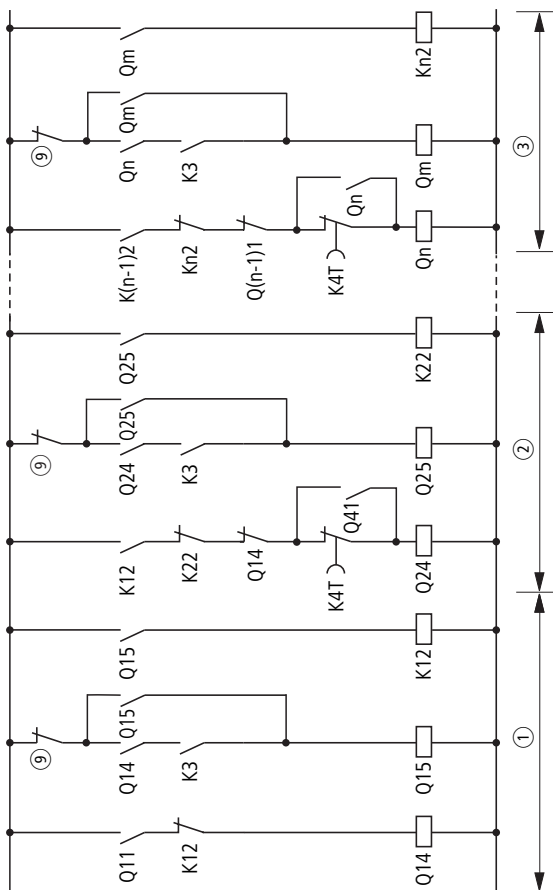 ⑨ ⑨ ⑨
Q11 Q14 Q15 Q15 K12 Q24 Q25 Q25 K(n-1)2 Qn Qm Qm
K12 K3 K22 K3 Kn2 K3
Q14 Q(n-1)1
K4T Q41 K4T Qn
Q14 Q15 K12 Q24 Q25 K22 Qn Qm Kn2
① ② ③